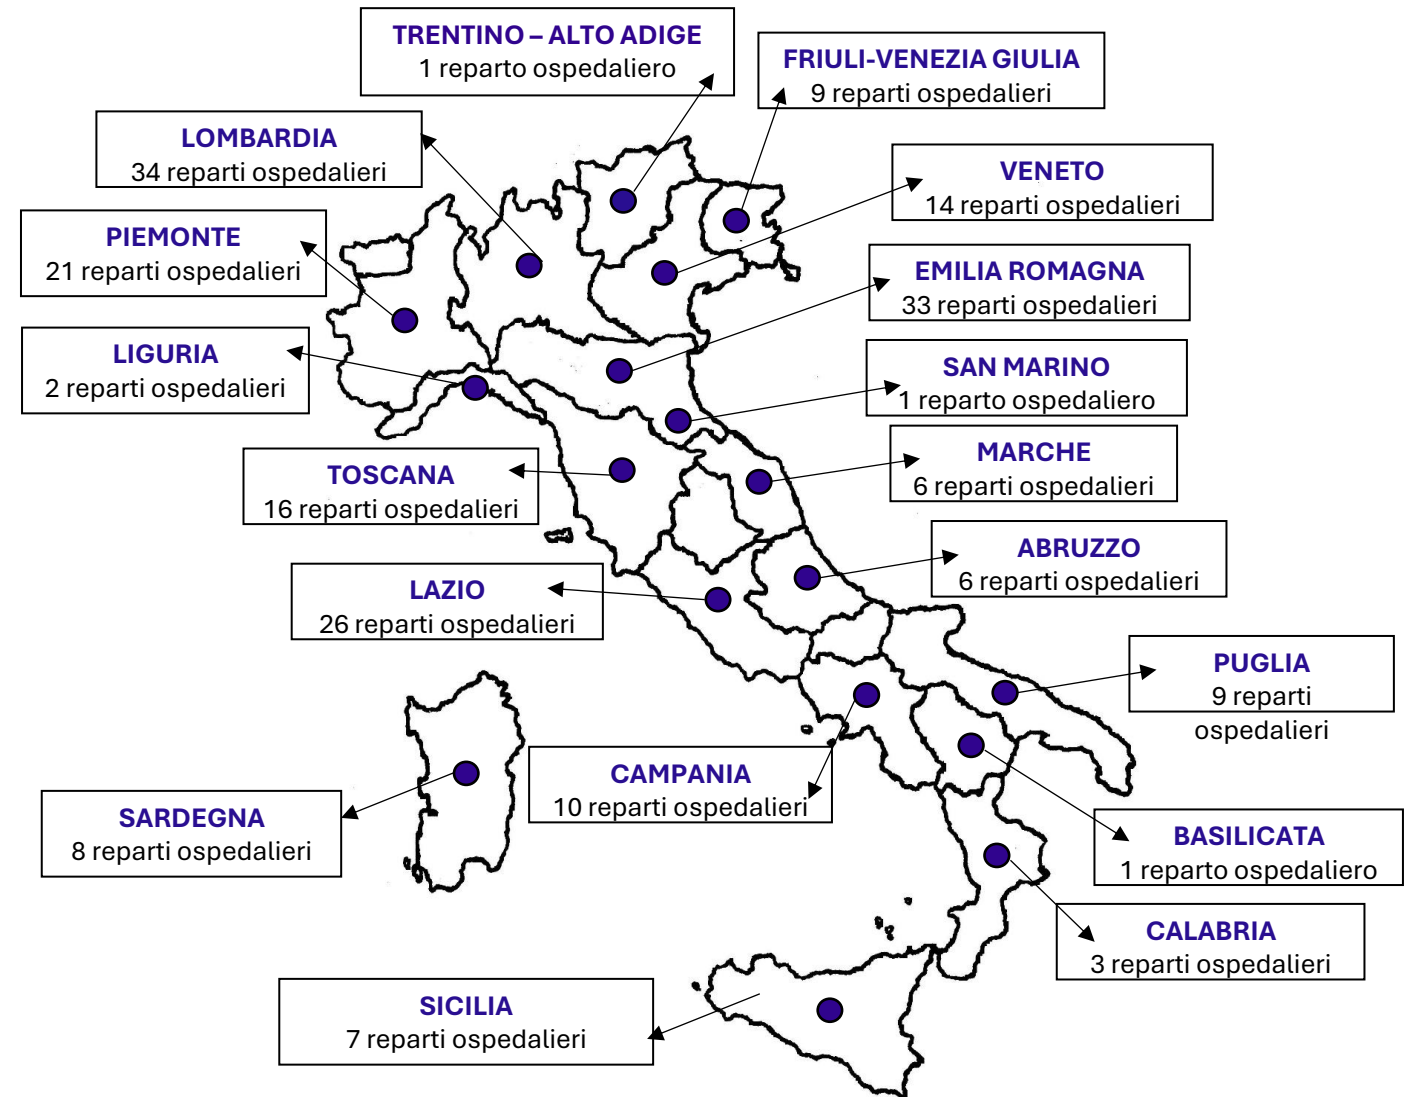 TRENTINO – ALTO ADIGE
1 reparto ospedaliero
FRIULI-VENEZIA GIULIA
9 reparti ospedalieri
LOMBARDIA
34 reparti ospedalieri
VENETO
14 reparti ospedalieri
PIEMONTE
21 reparti ospedalieri
EMILIA ROMAGNA
33 reparti ospedalieri
LIGURIA
2 reparti ospedalieri
SAN MARINO
1 reparto ospedaliero
MARCHE
6 reparti ospedalieri
TOSCANA
16 reparti ospedalieri
ABRUZZO
6 reparti ospedalieri
LAZIO
26 reparti ospedalieri
PUGLIA
9 reparti
ospedalieri
CAMPANIA
10 reparti ospedalieri
SARDEGNA
8 reparti ospedalieri
BASILICATA
1 reparto ospedaliero
CALABRIA
3 reparti ospedalieri
SICILIA
7 reparti ospedalieri